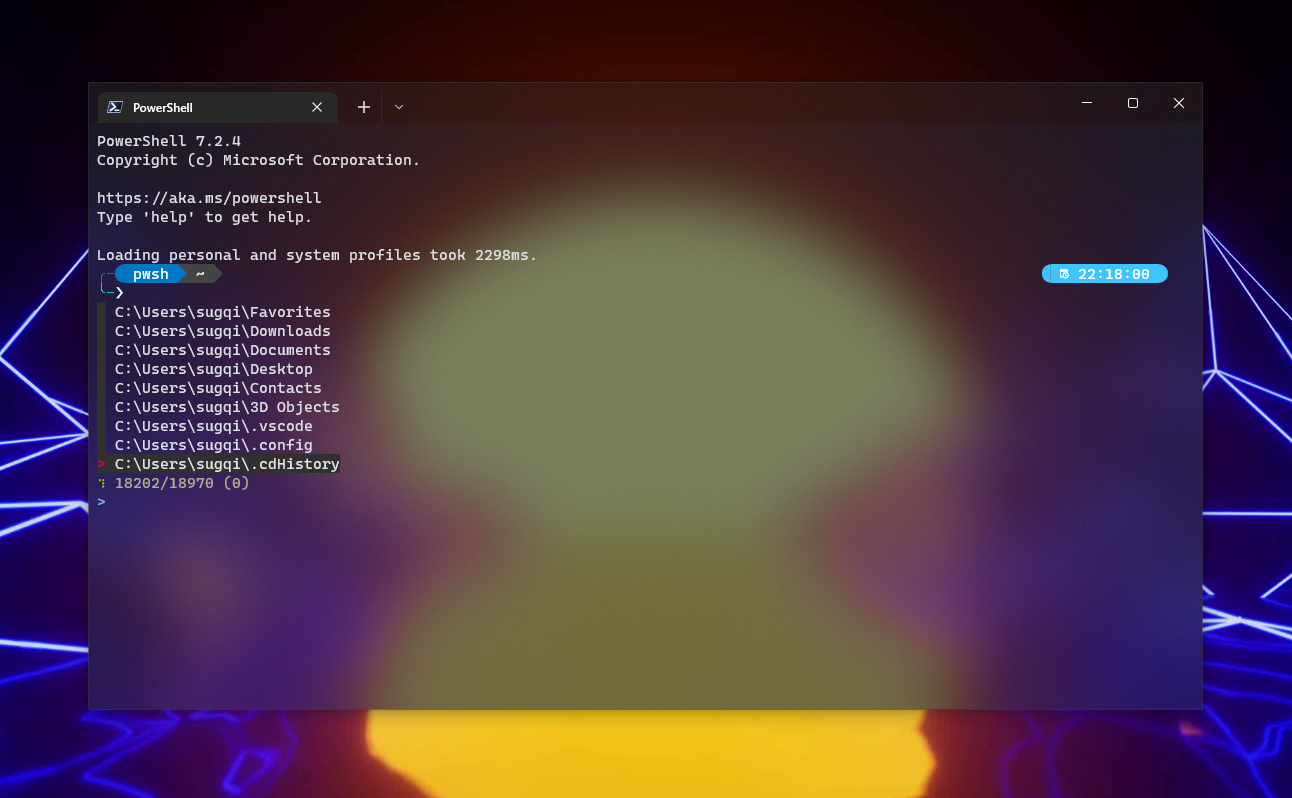 PowerShell
PowerShell 7.2.4
Copyright (c) Microsoft Corporation.
https://aka.ms/powershell
Type 'help' to get help.
Loading personal and system profiles took 2298ms.
pwsh ~ 22:18:00
❯
C:\Users\sugqi\Favorites
C:\Users\sugqi\Downloads
C:\Users\sugqi\Documents
C:\Users\sugqi\Desktop
C:\Users\sugqi\Contacts
C:\Users\sugqi\3D Objects
C:\Users\sugqi\.vscode
C:\Users\sugqi\.config
> C:\Users\sugqi\.cdHistory
18202/18970 (0)
>